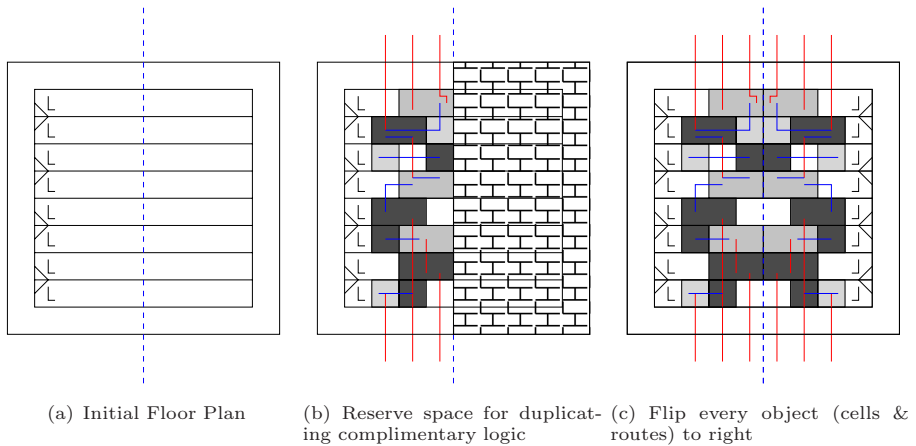 (a) Initial Floor Plan
(b) Reserve space for duplicat-
ing complimentary logic
(c) Flip every object (cells &
routes) to right